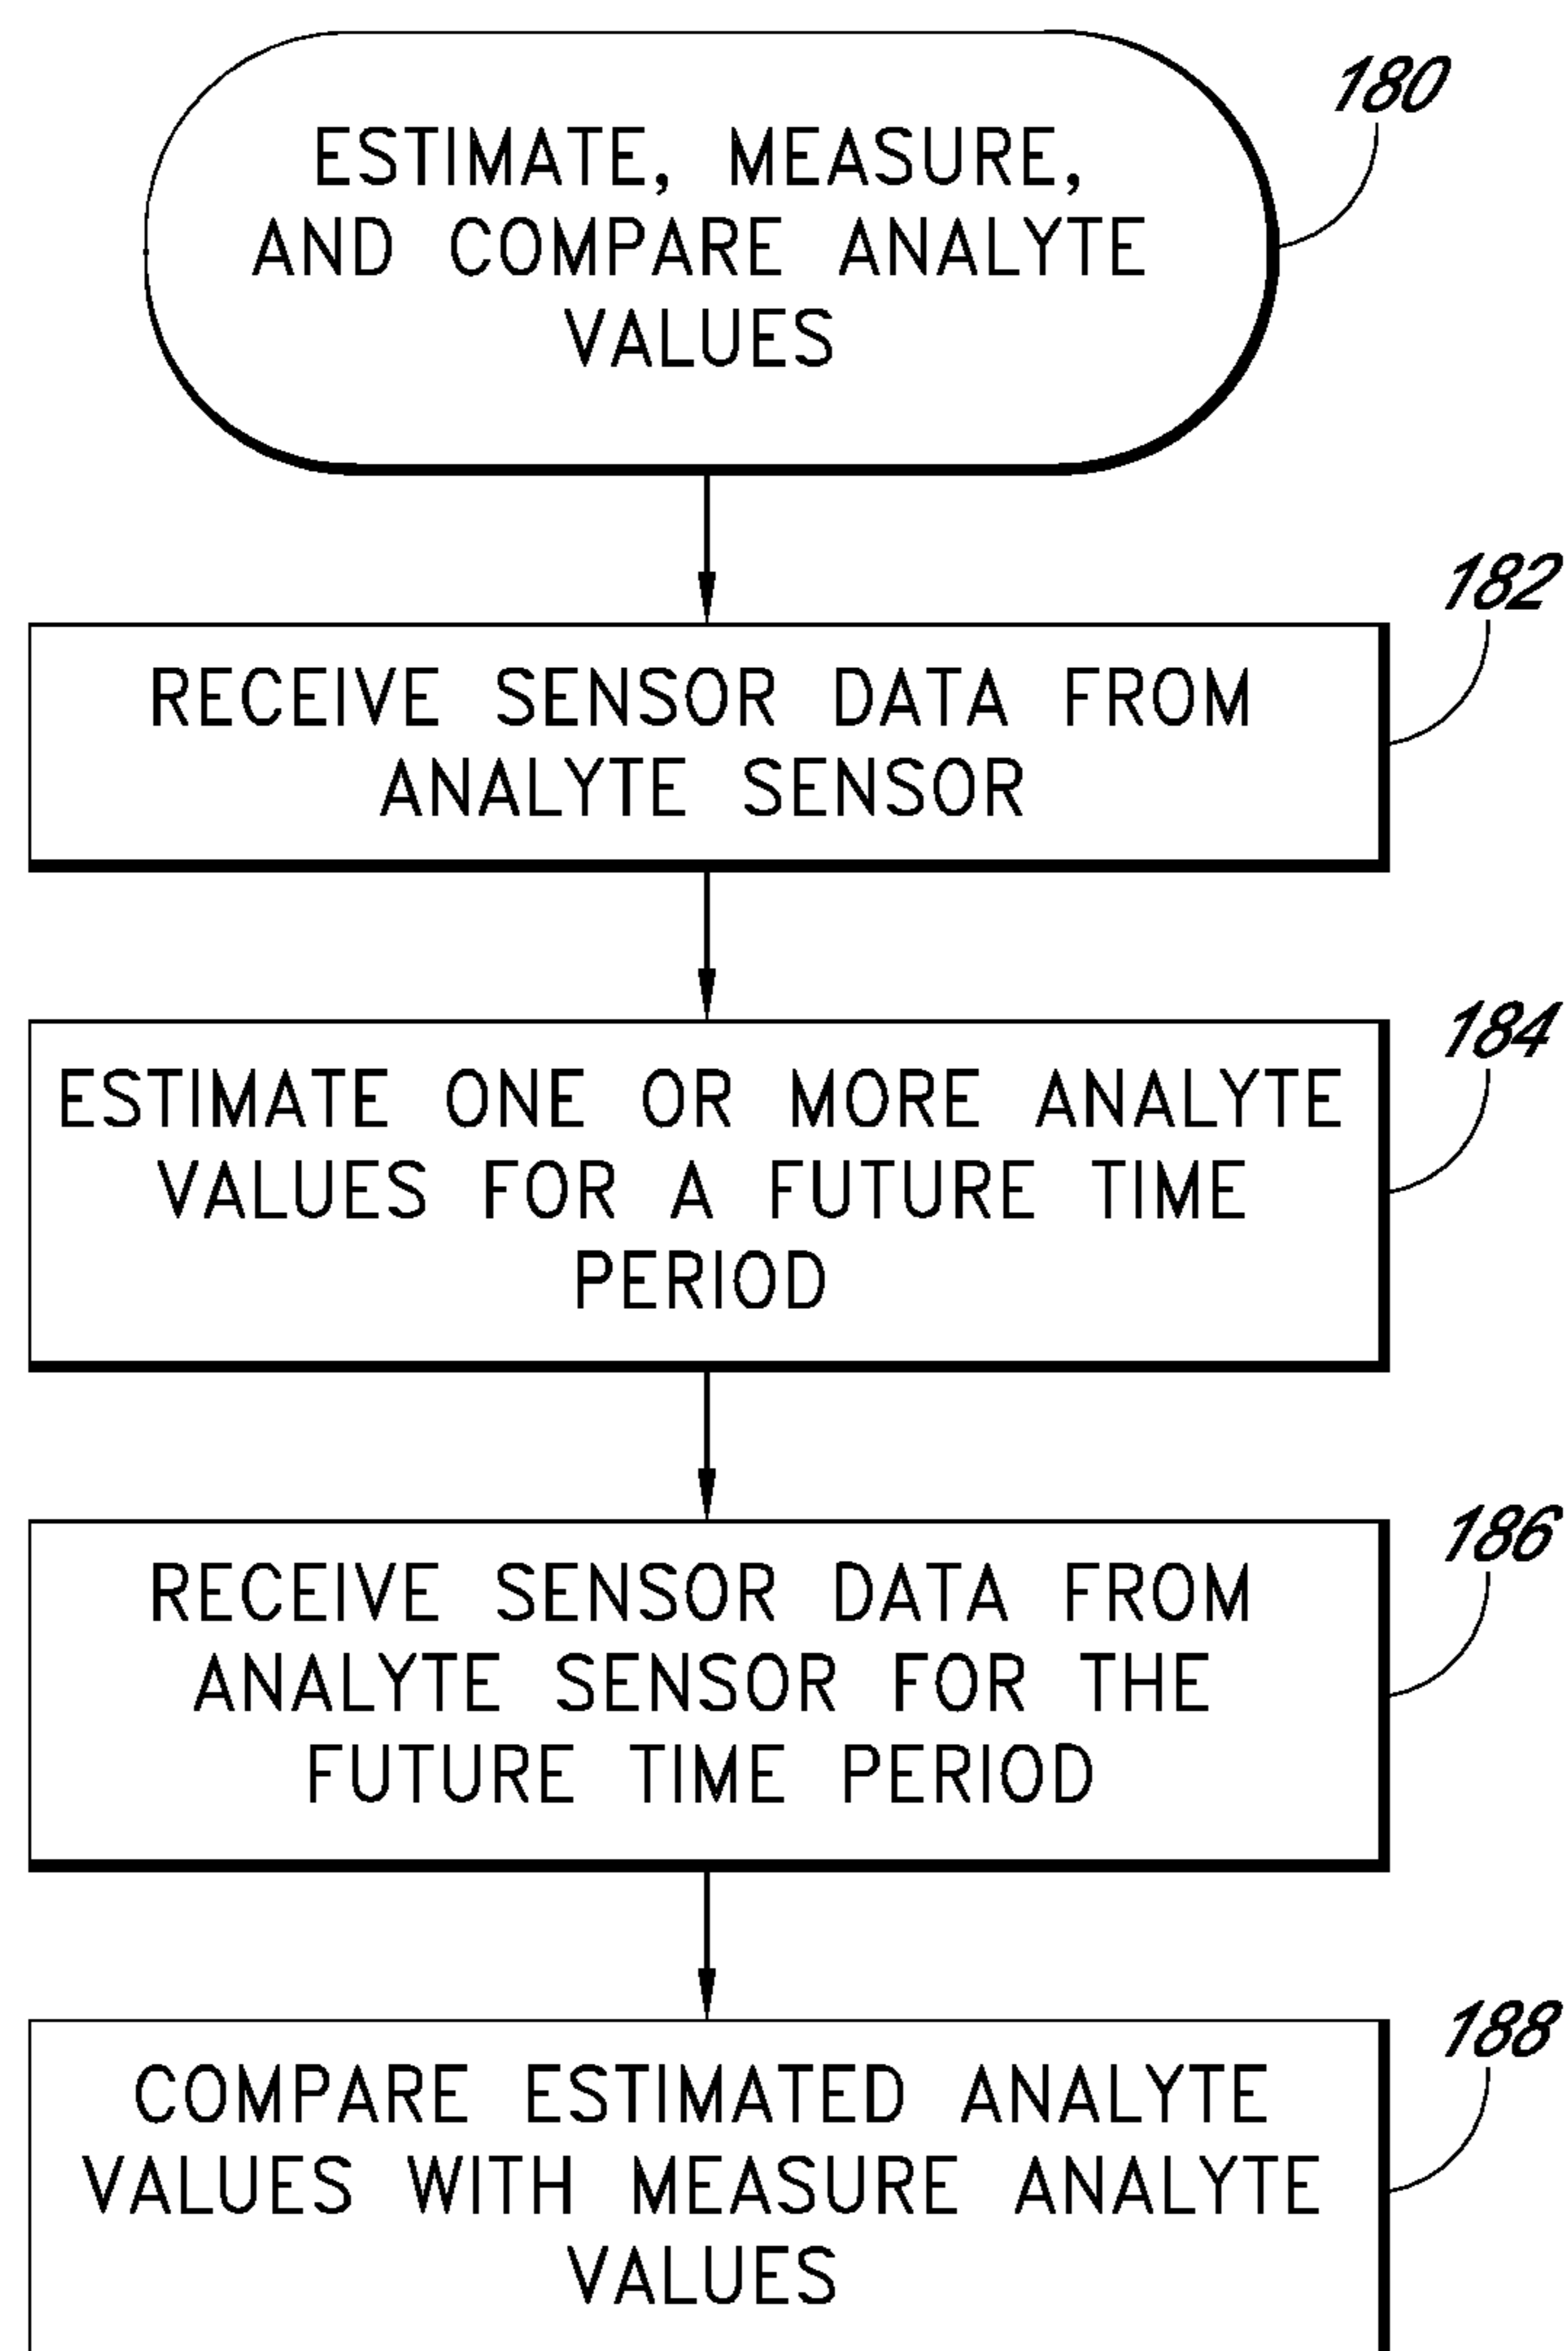 180
ESTIMATE, MEASURE,
AND COMPARE ANALYTE
VALUES
182
RECEIVE SENSOR DATA FROM
ANALYTE SENSOR
184
ESTIMATE ONE OR MORE ANALYTE
VALUES FOR A FUTURE TIME
PERIOD
186
RECEIVE SENSOR DATA FROM
ANALYTE SENSOR FOR THE
FUTURE TIME PERIOD
188
COMPARE ESTIMATED ANALYTE
VALUES WITH MEASURE ANALYTE
VALUES